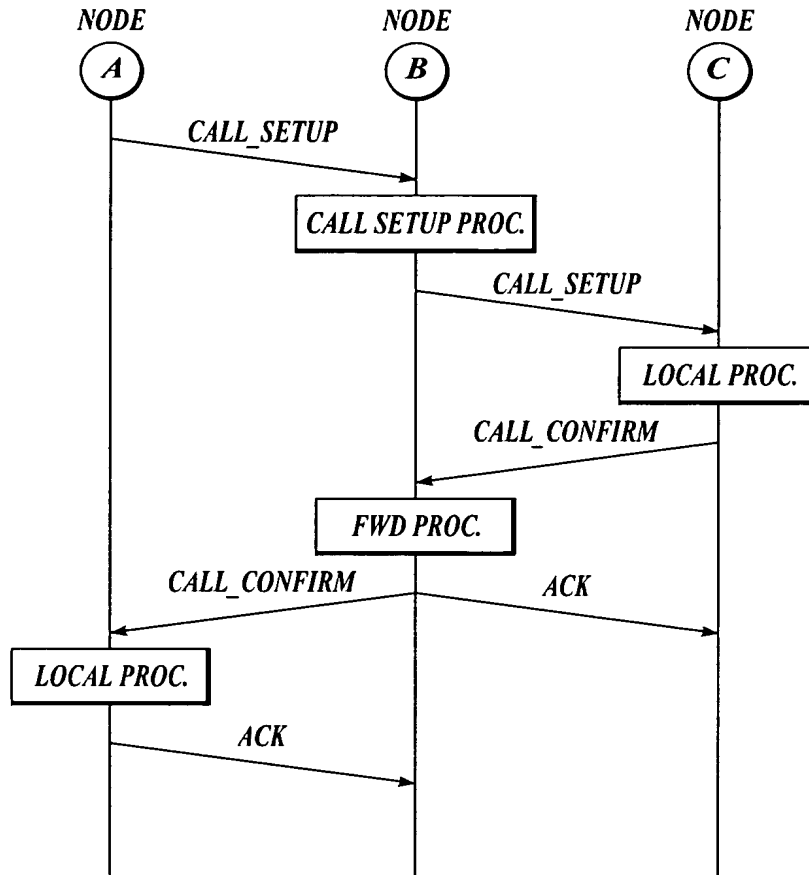 NODE NODE NODE
A B C
CALL_SETUP
CALL SETUP PROC.
CALL_SETUP
LOCAL PROC.
CALL_CONFIRM
FWD PROC.
CALL_CONFIRM ACK
LOCAL PROC.
ACK